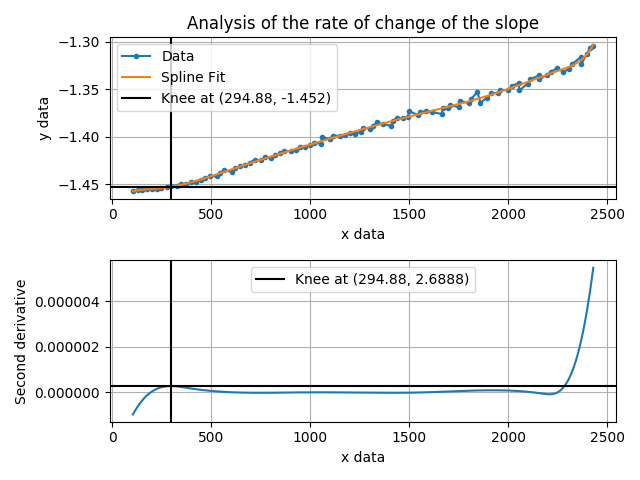 Analysis of the rate of change of the slope
−1.30
−1.35
−1.40
−1.45
y data
Data
Spline Fit
Knee at (294.88, -1.452)
0
500
1000
1500
2000
2500
x data
0.000004
0.000002
0.000000
Second derivative
Knee at (294.88, 2.6888)
0
500
1000
1500
2000
2500
x data